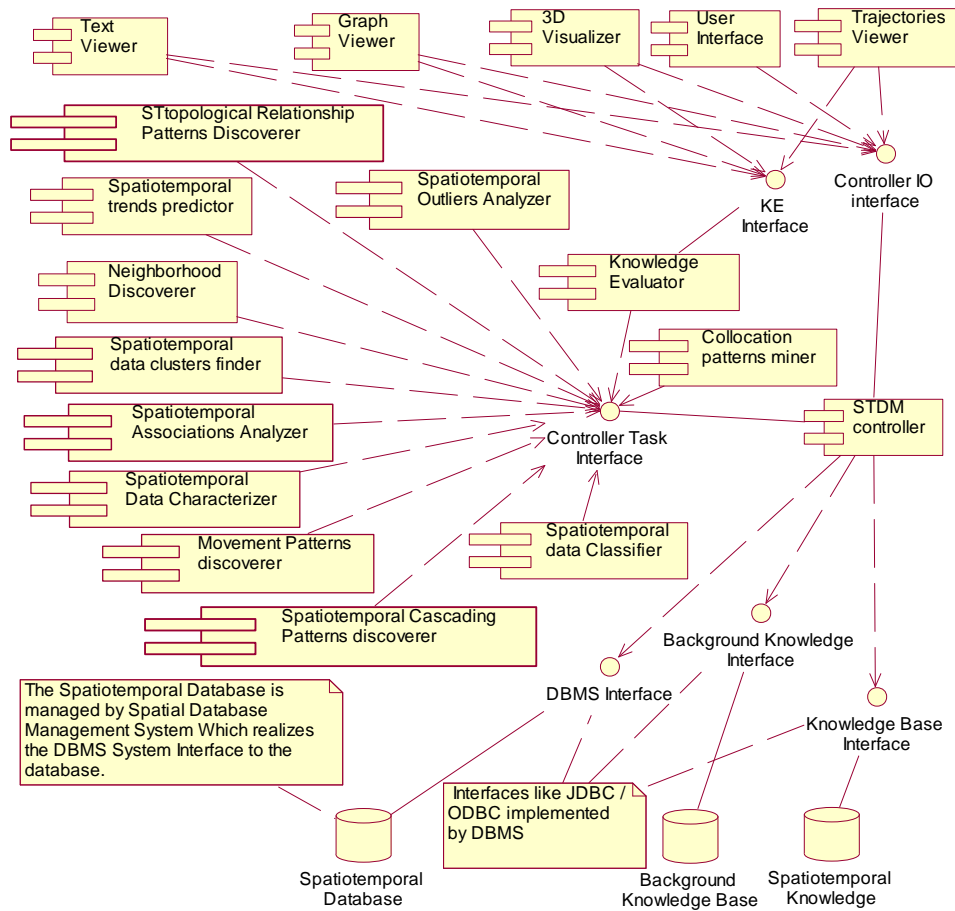 Text
Viewer
Graph
Viewer
3D
Visualizer
User
Interface
Trajectories
Viewer
STtopological Relationship
Patterns Discoverer
Spatiotemporal
trends predictor
Spatiotemporal
Outliers Analyzer
KE
Interface
Controller IO
interface
Neighborhood
Discoverer
Knowledge
Evaluator
Spatiotemporal
data clusters finder
Collocation
patterns miner
Spatiotemporal
Associations Analyzer
Controller Task
Interface
STDM
controller
Spatiotemporal
Data Characterizer
Movement Patterns
discoverer
Spatiotemporal
data Classifier
Spatiotemporal Cascading
Patterns discoverer
Background Knowledge
Interface
DBMS Interface
Knowledge Base
Interface
The Spatiotemporal Database is
managed by Spatial Database
Management System Which realizes
the DBMS System Interface to the
database.
Interfaces like JDBC /
ODBC implemented
by DBMS
Spatiotemporal
Database
Background
Knowledge Base
Spatiotemporal
Knowledge